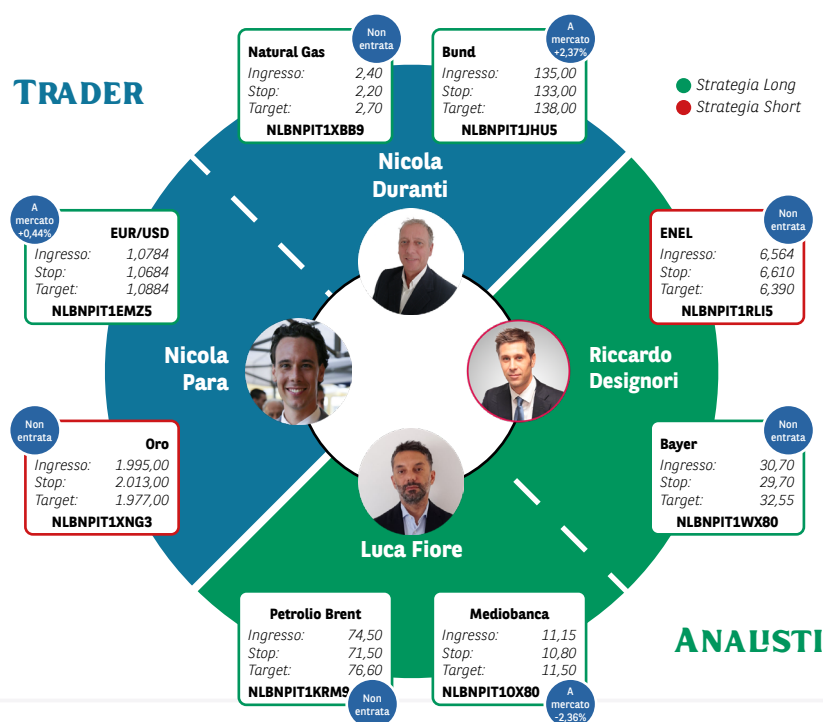 TRADER
Non
entrata
Natural Gas
Ingresso: 2,40
Stop: 2,20
Target: 2,70
NLBNPIT1XBB9
A
mercato
+2,37%
Bund
Ingresso: 135,00
Stop: 133,00
Target: 138,00
NLBNPIT1JHU5
Strategia Long
Strategia Short
Nicola
Duranti
A
mercato
+0,44%
EUR/USD
Ingresso: 1,0784
Stop: 1,0684
Target: 1,0884
NLBNPIT1EMZ5
Non
entrata
ENEL
Ingresso: 6,564
Stop: 6,610
Target: 6,390
NLBNPIT1RLI5
Nicola
Para
Riccardo
Designori
Non
entrata
Oro
Ingresso: 1.995,00
Stop: 2.013,00
Target: 1.977,00
NLBNPIT1XNG3
Non
entrata
Bayer
Ingresso: 30,70
Stop: 29,70
Target: 32,55
NLBNPIT1WX80
Luca Fiore
Petrolio Brent
Ingresso: 74,50
Stop: 71,50
Target: 76,60
NLBNPIT1KRM9
Non
entrata
Mediobanca
Ingresso: 11,15
Stop: 10,80
Target: 11,50
NLBNPIT1OX80
A
mercato
-2,36%
ANALISTI